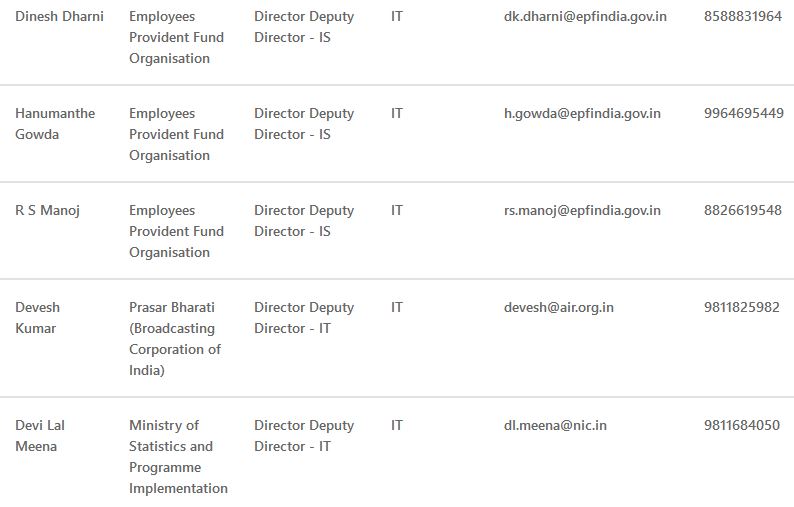 Dinesh Dharni Employees Director Deputy IT dk.dharni@epfindia.gov.in 8588831964
Provident Fund Director - IS
Organisation
Hanumanthe Employees Director Deputy IT h.gowda@epfindia.gov.in 9964695449
Gowda Provident Fund Director - IS
Organisation
R S Manoj Employees Director Deputy IT rs.manoj@epfindia.gov.in 8826619548
Provident Fund Director - IS
Organisation
Devesh Prasar Bharati Director Deputy IT devesh@air.org.in 9811825982
Kumar (Broadcasting Director - IT
Corporation of
India)
Devi Lal Ministry of Director Deputy IT dl.meena@nic.in 9811684050
Meena Statistics and Director - IT
Programme
Implementation